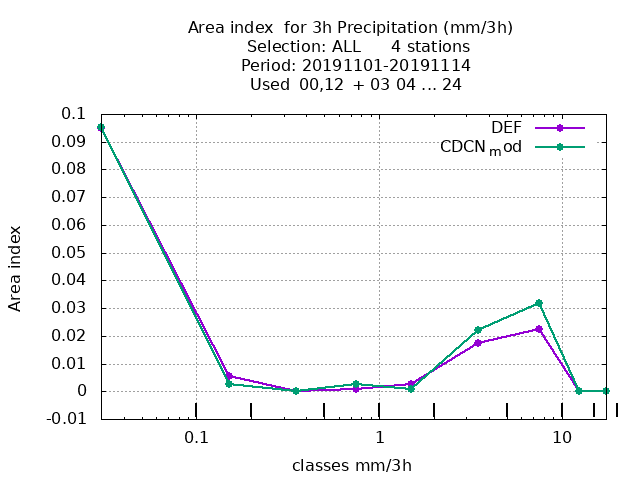 Area index  for 3h Precipitation (mm/3h)
Selection: ALL      4 stations
Period: 20191101-20191114
Used  00,12  + 03 04 ... 24
0.1
0.09
0.08
0.07
0.06
0.05
0.04
0.03
0.02
0.01
0
-0.01
Area index
DEF
CDCNmod
0.1
1
10
classes mm/3h